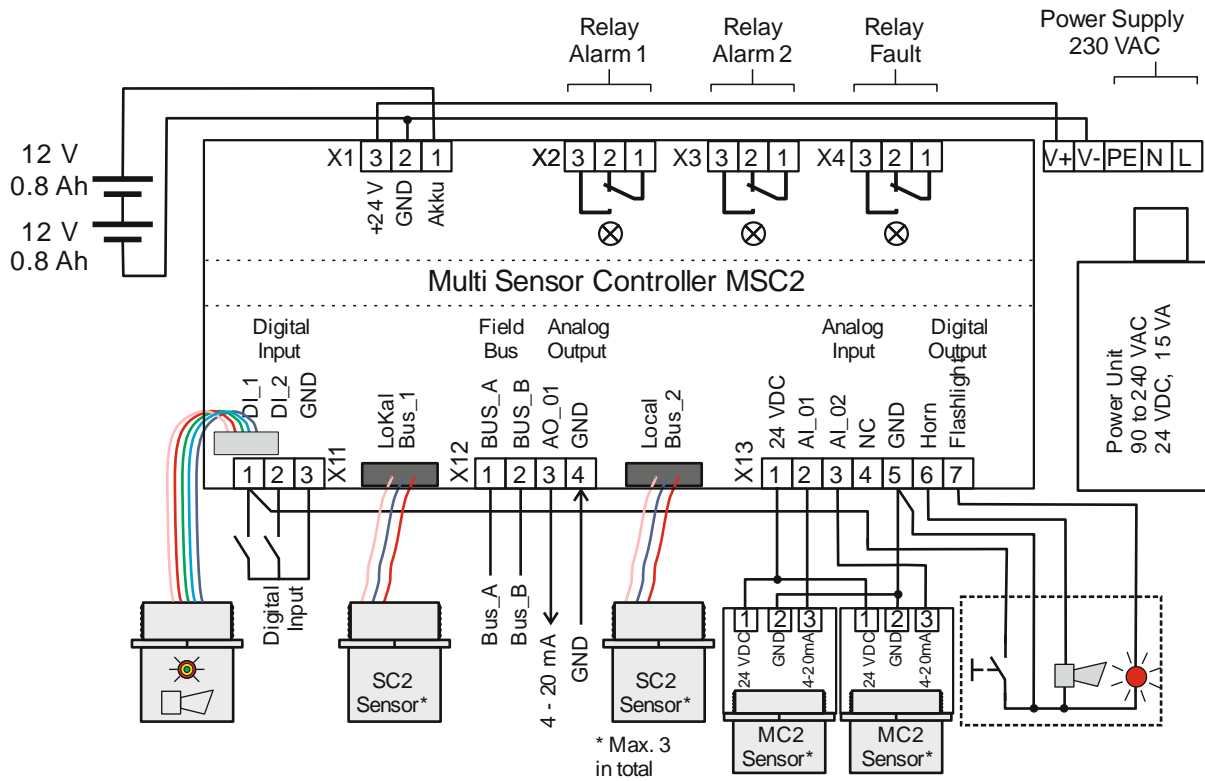 Relay
Alarm 1
Relay
Alarm 2
Relay
Fault
Power Supply
230 VAC
12 V
0.8 Ah
12 V
0.8 Ah
X1 3 2 1
+24 V
GND
Akku
X2 3 2 1
X3 3 2 1
X4 3 2 1
V+ V- PE N L
Multi Sensor Controller MSC2
Power Unit
90 to 240 VAC
24 VDC, 15 VA
Digital
Input
DI_1
DI_2
GND
1 2 3 X11
LoKal
Bus_1
Field
Bus
Analog
Output
BUS_A
BUS_B
AO_01
GND
X12 1 2 3 4
Local
Bus_2
Analog
Input
Digital
Output
24 VDC
AI_01
AI_02
NC
GND
Horn
Flashlight
X13 1 2 3 4 5 6 7
Digital
Input
SC2
Sensor*
Bus_A
Bus_B
4 - 20 mA
GND
SC2
Sensor*
* Max. 3
in total
1 2 3
24 VDC
GND
4-20mA
MC2
Sensor*
1 2 3
24 VDC
GND
4-20mA
MC2
Sensor*